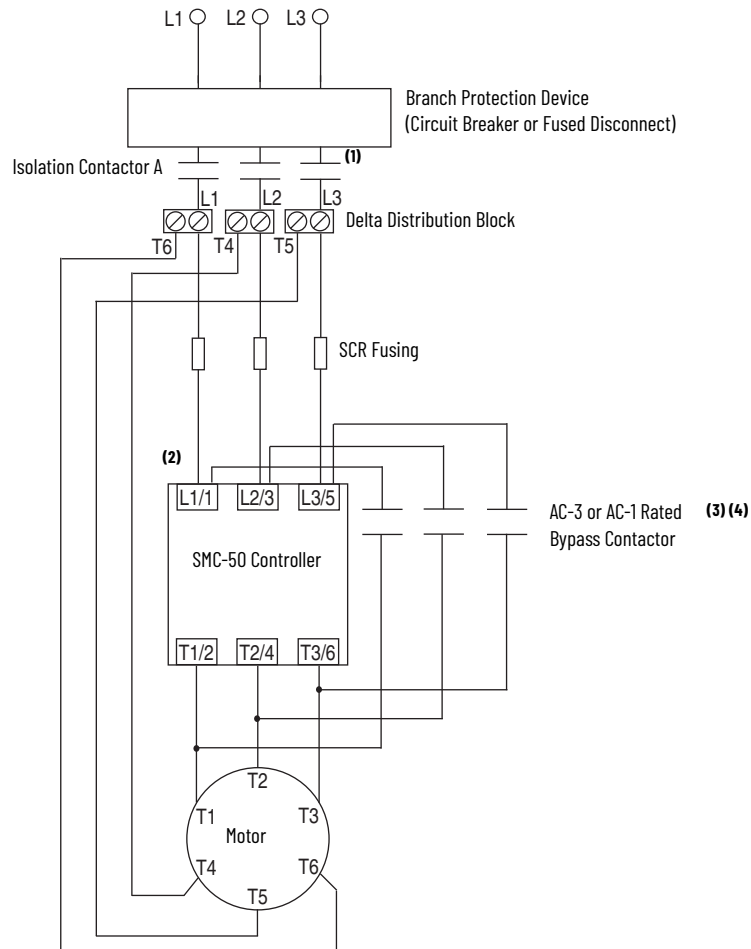 L1 L2 L3
Branch Protection Device
(Circuit Breaker or Fused Disconnect)
Isolation Contactor A
(1)
L1 L2 L3
Delta Distribution Block
T6 T4 T5
SCR Fusing
(2)
L1/1 L2/3 L3/5
AC-3 or AC-1 Rated (3) (4)
Bypass Contactor
SMC-50 Controller
T1/2 T2/4 T3/6
T2
T1 T3
Motor
T4 T6
T5